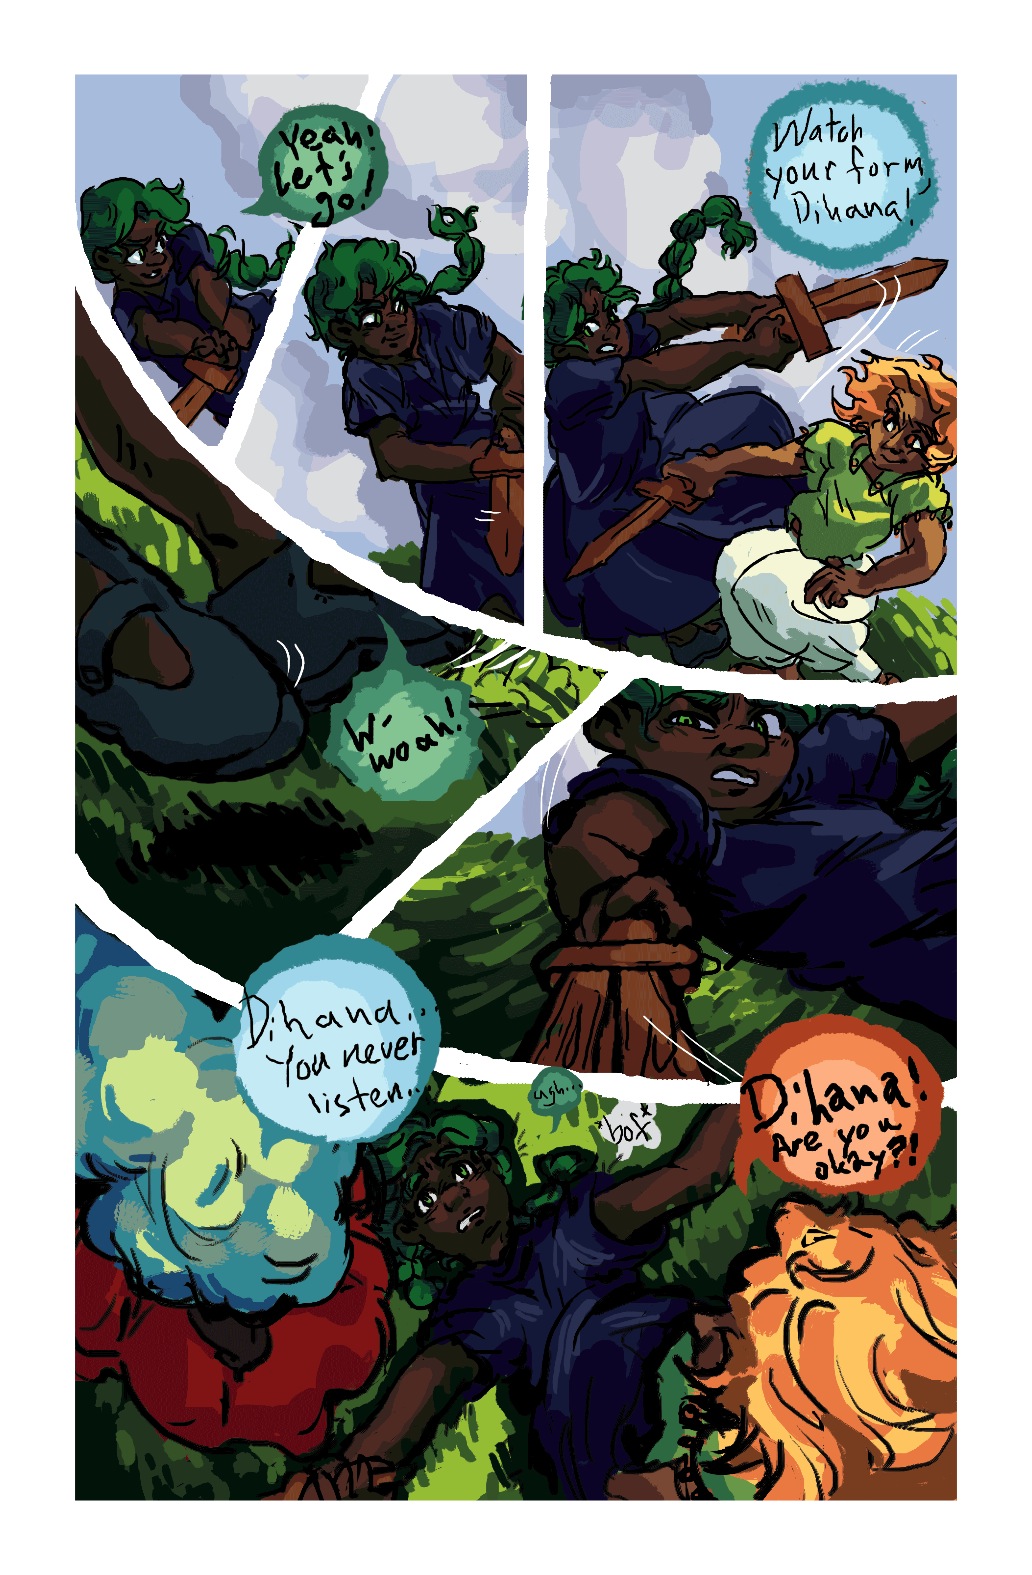 Yeah!
Let's
go!
Watch
your form,
Dihana!
W-
woah!
Dihana...
You never
listen...
ugh...
*bof*
Dihana!
Are you
okay?!